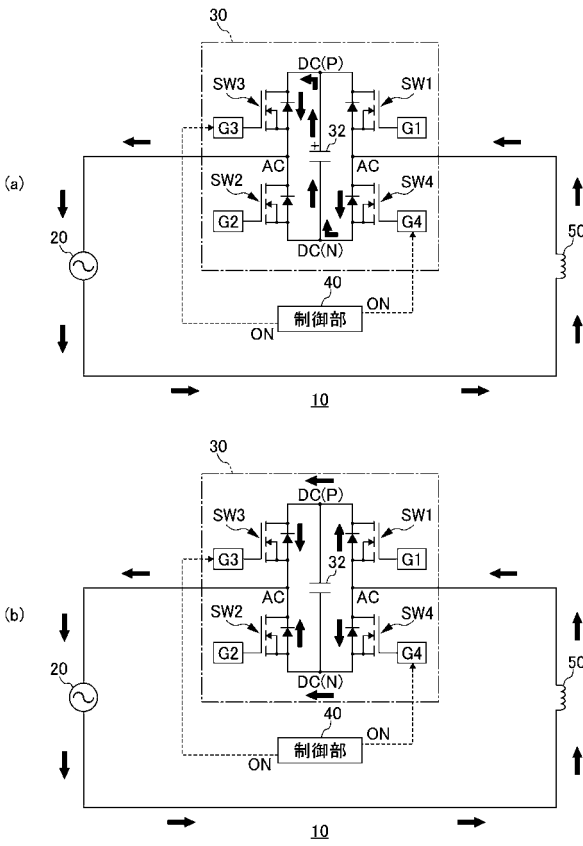 30
DC(P)
SW3
SW1
32
+
G3
G1
AC
AC
(a)
SW2
SW4
G2
G4
20
50
DC(N)
40
ON
制御部
ON
10
30
DC(P)
SW3
SW1
32
G3
G1
AC
AC
(b)
SW2
SW4
G2
G4
20
50
DC(N)
40
ON
制御部
ON
10